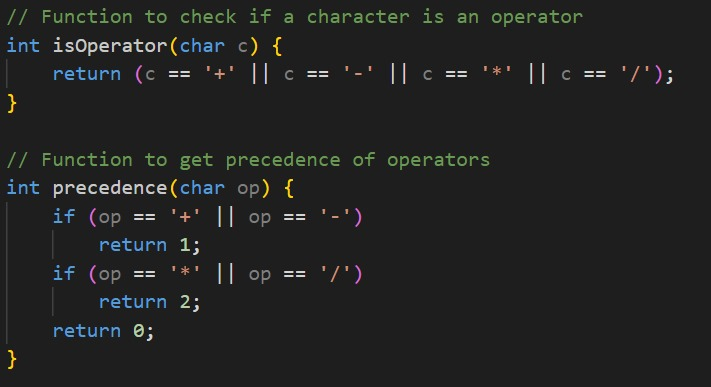 // Function to check if a character is an operator
int isOperator(char c) {
    return (c == '+' || c == '-' || c == '*' || c == '/');
}

// Function to get precedence of operators
int precedence(char op) {
    if (op == '+' || op == '-')
        return 1;
    if (op == '*' || op == '/')
        return 2;
    return 0;
}